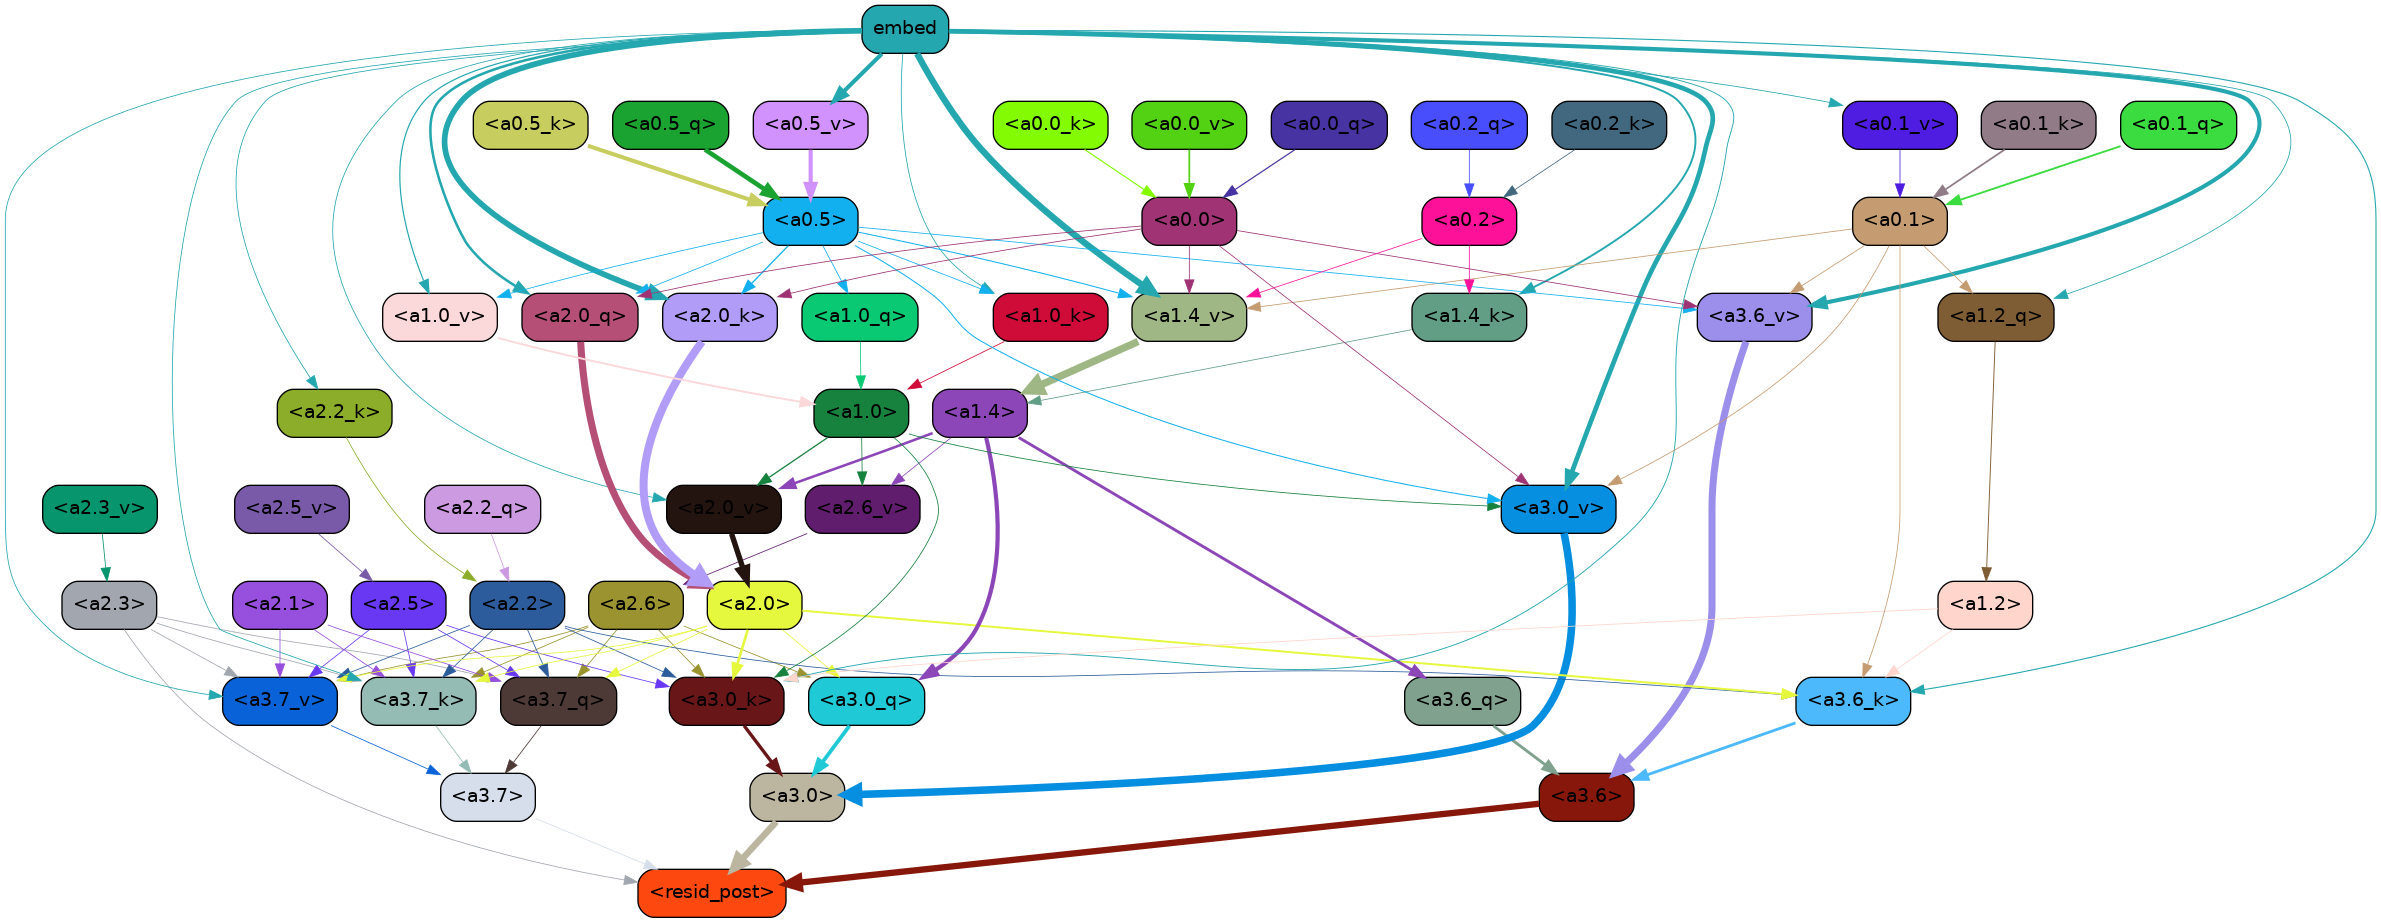 embed
<a0.5_k>
<a0.5_q>
<a0.5_v>
<a0.0_k>
<a0.0_v>
<a0.0_q>
<a0.2_q>
<a0.2_k>
<a0.1_v>
<a0.1_k>
<a0.1_q>
<a0.5>
<a0.0>
<a0.2>
<a0.1>
<a1.0_v>
<a2.0_q>
<a2.0_k>
<a1.0_q>
<a1.0_k>
<a1.4_v>
<a1.4_k>
<a3.6_v>
<a1.2_q>
<a2.2_k>
<a1.0>
<a1.4>
<a2.3_v>
<a2.5_v>
<a2.2_q>
<a2.0_v>
<a2.6_v>
<a3.0_v>
<a2.3>
<a2.1>
<a2.5>
<a2.2>
<a2.6>
<a2.0>
<a1.2>
<a3.7_v>
<a3.7_k>
<a3.7_q>
<a3.0_k>
<a3.0_q>
<a3.6_q>
<a3.6_k>
<a3.7>
<a3.0>
<a3.6>
<resid_post>